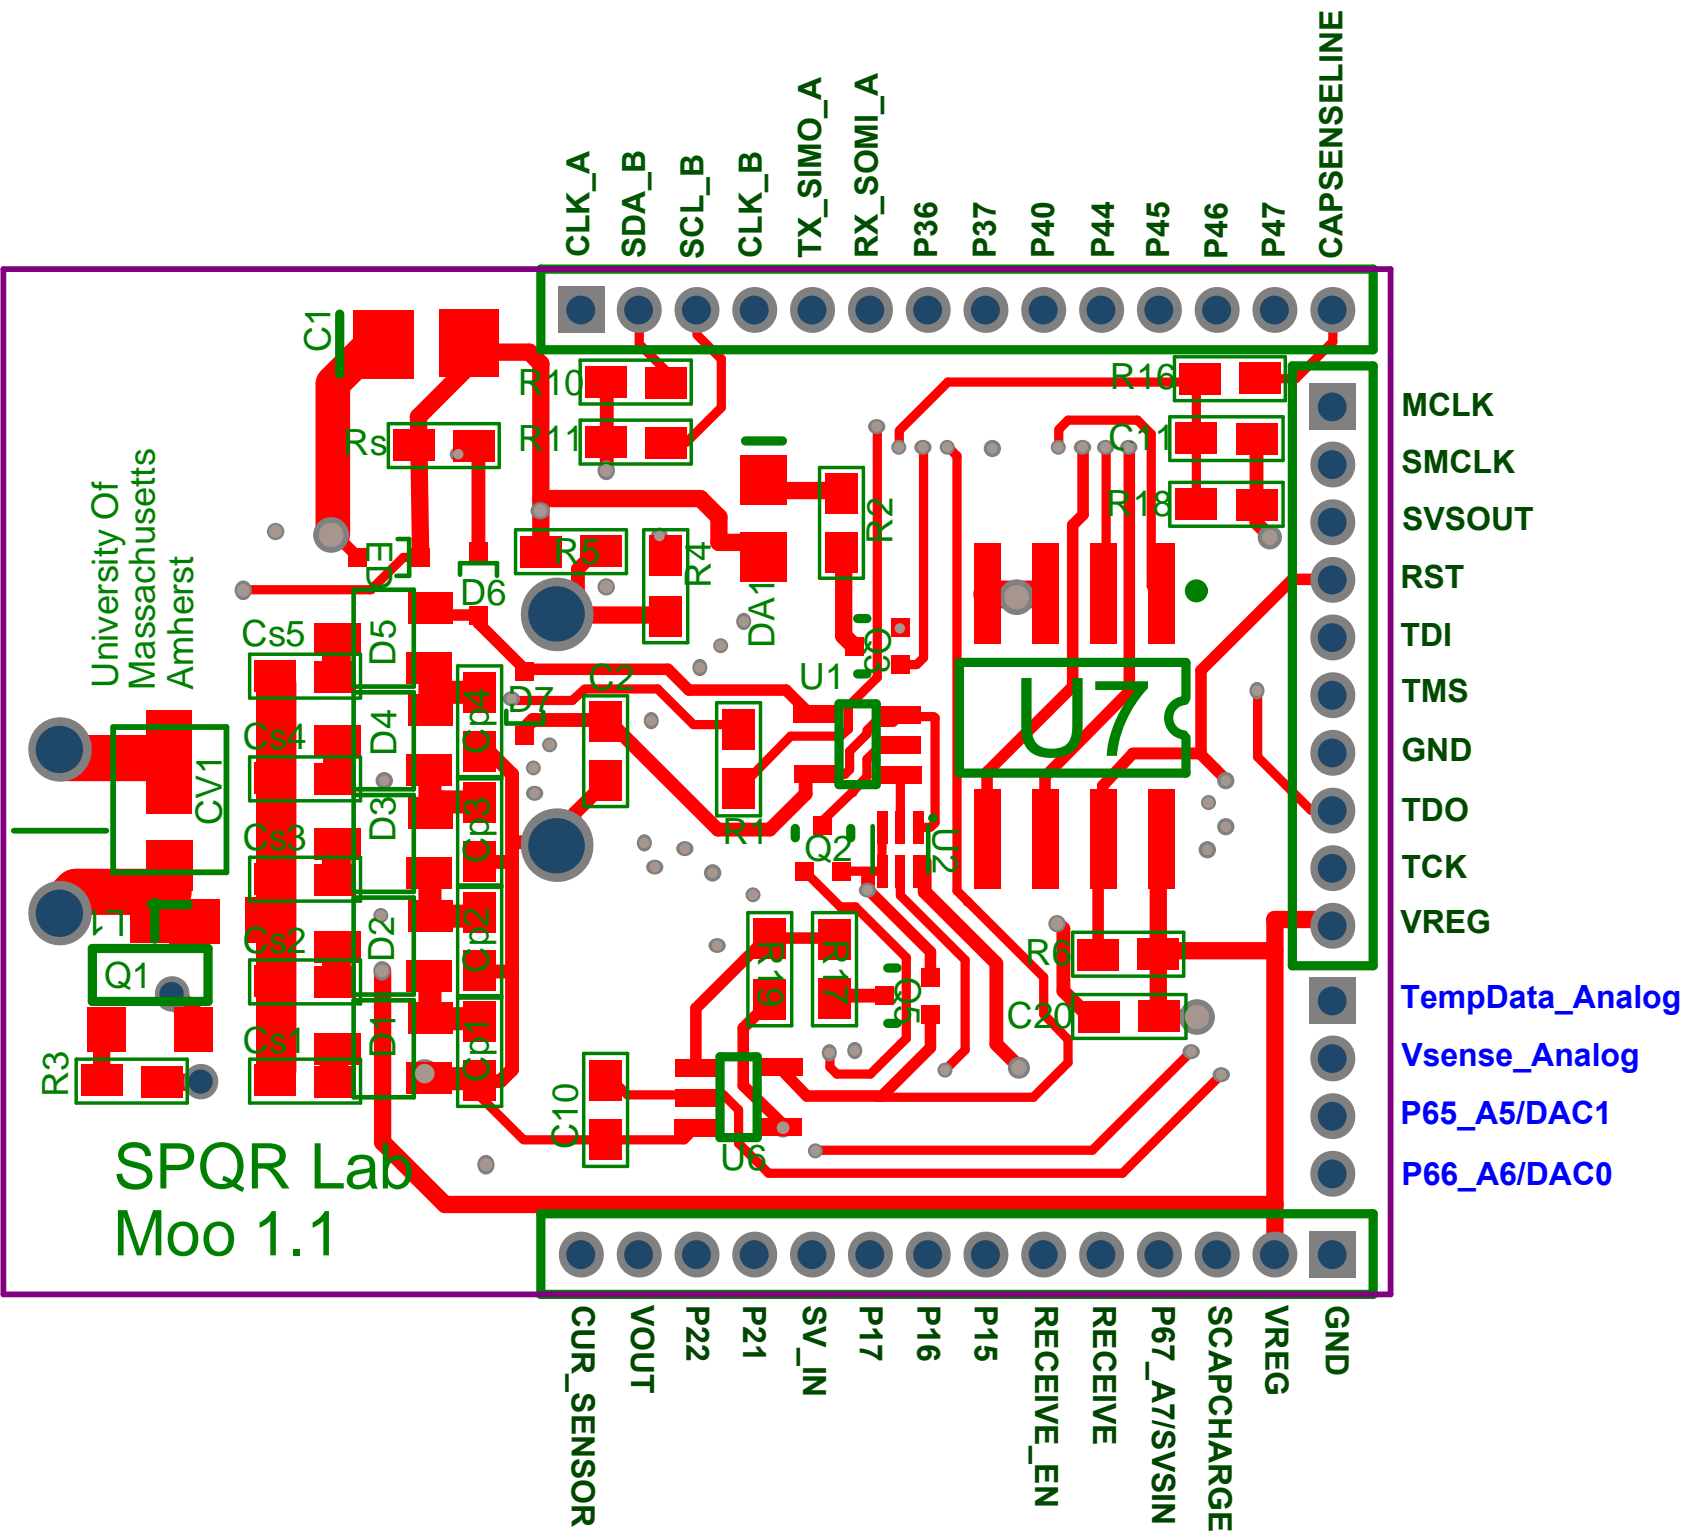 CLK_A
SDA_B
SCL_B
CLK_B
TX_SIMO_A
RX_SOMI_A
P36
P37
P40
P44
P45
P46
P47
CAPSENSELINE
C1
R10
R11
Rs
R16
C11
R18
MCLK
SMCLK
SVSOUT
RST
TDI
TMS
GND
TDO
TCK
VREG
TempData_Analog
Vsense_Analog
P65_A5/DAC1
P66_A6/DAC0
University Of
Massachusetts
Amherst
D6
R5
R4
DA1
R2
Q3
Cs5
D5
Cs4
D4
Cp4
D7
C2
U1
U7
CV1
Cs3
D3
Cp3
R1
Q2
U2
L1
Cs2
D2
Cp2
Q1
R19
R17
Q5
R6
C20
Cs1
D1
Cp1
R3
C10
U6
SPQR Lab
Moo 1.1
CUR_SENSOR
VOUT
P22
P21
SV_IN
P17
P16
P15
RECEIVE_EN
RECEIVE
P67_A7/SVSIN
SCAPCHARGE
VREG
GND